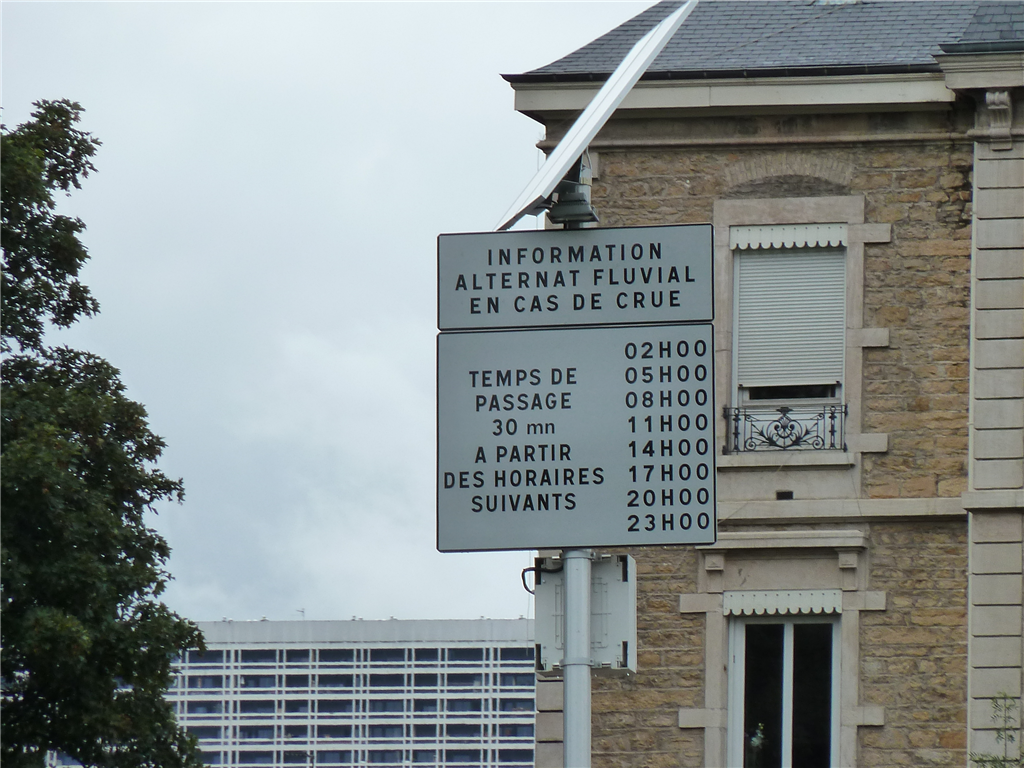 INFORMATION
ALTERNAT FLUVIAL
EN CAS DE CRUE
TEMPS DE
PASSAGE
30 mn
A PARTIR
DES HORAIRES
SUIVANTS
02H00
05H00
08H00
11H00
14H00
17H00
20H00
23H00